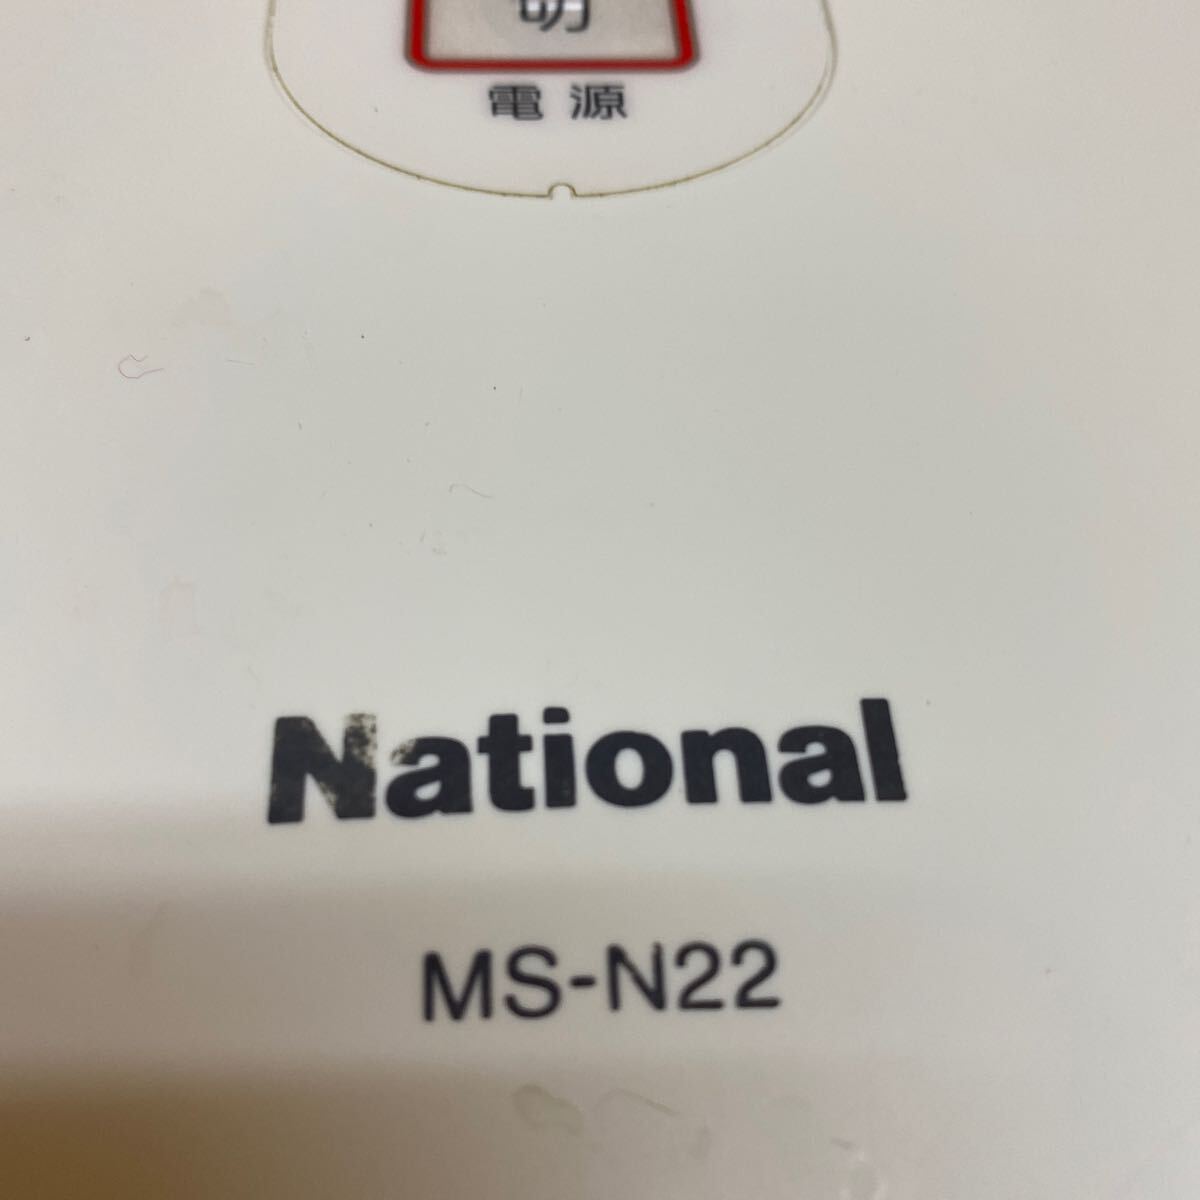 電源
National
MS-N22